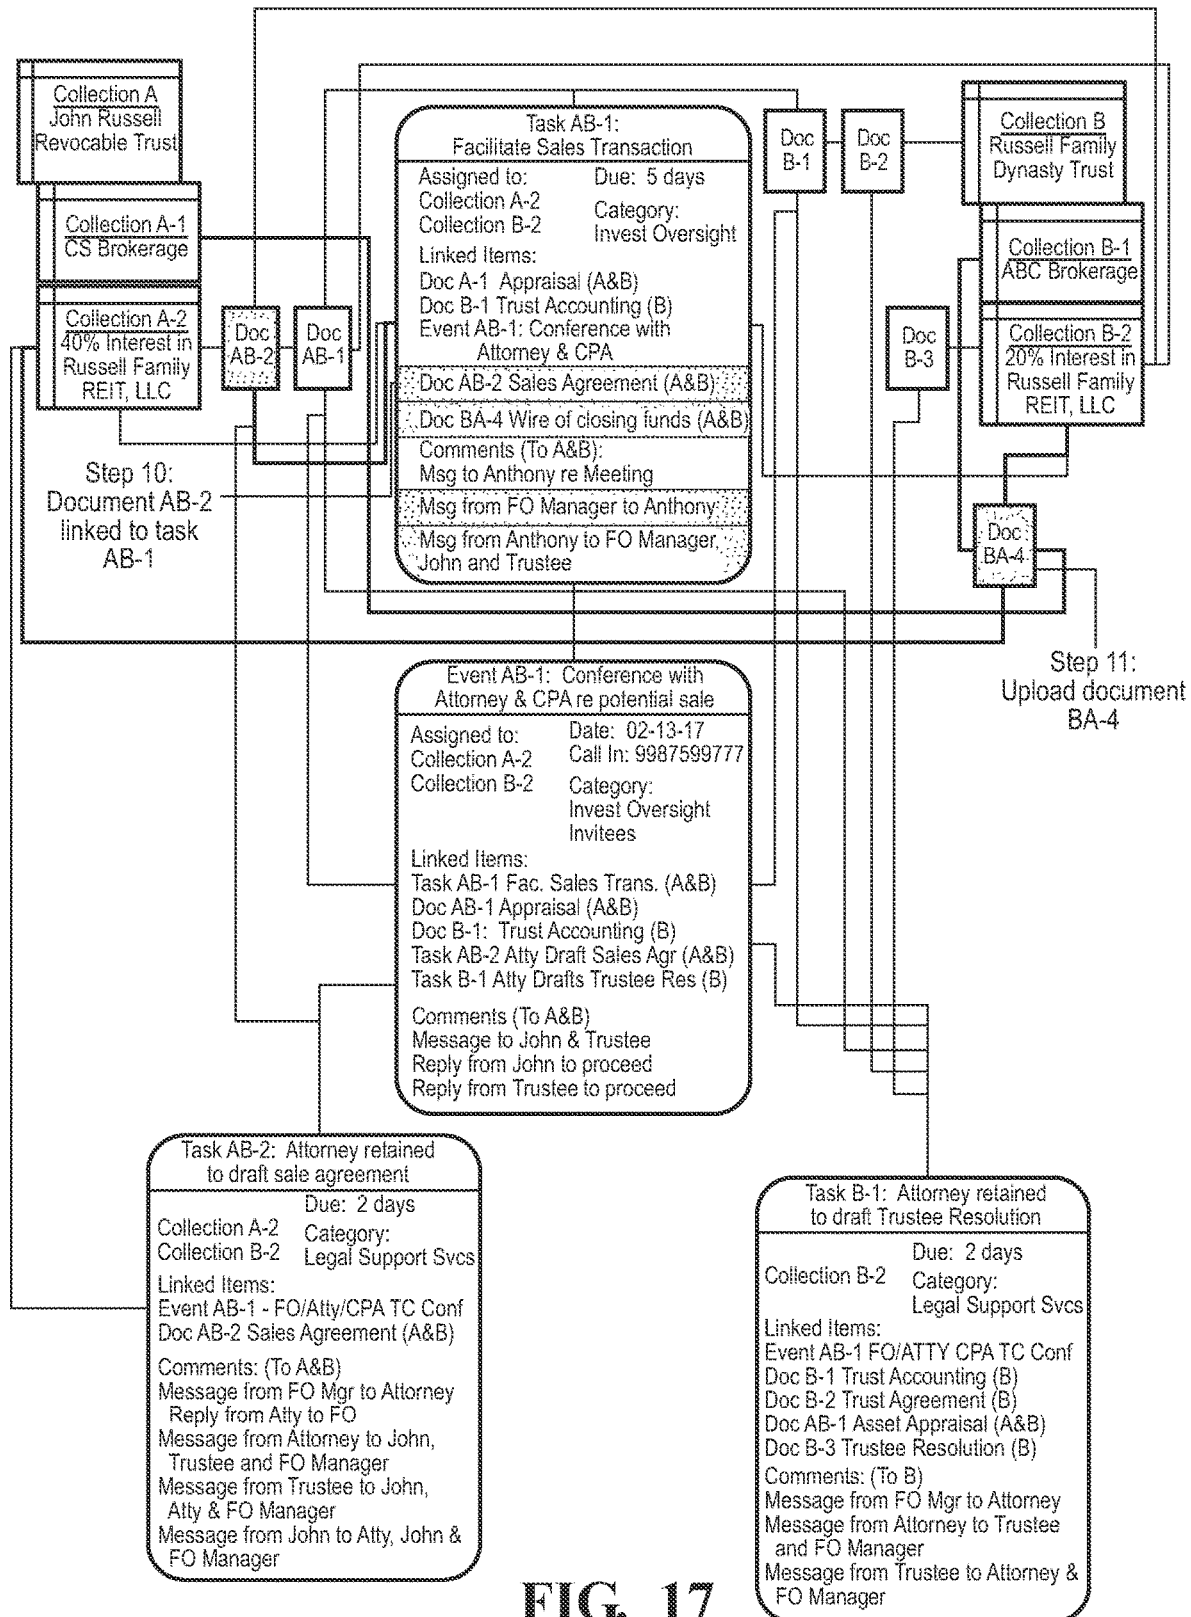 Collection A
John Russell
Revocable Trust
Collection A-1
CS Brokerage
Collection A-2
40% Interest in
Russell Family
REIT, LLC
Doc
AB-2
Doc
AB-1
Step 10:
Document AB-2
linked to task
AB-1
Task AB-1:
Facilitate Sales Transaction
Assigned to:
Collection A-2
Collection B-2
Due: 5 days
Category:
Invest Oversight
Linked Items:
Doc A-1 Appraisal (A&B)
Doc B-1 Trust Accounting (B)
Event AB-1: Conference with
Attorney & CPA
Doc AB-2 Sales Agreement (A&B)
Doc BA-4 Wire of closing funds (A&B)
Comments (To A&B):
Msg to Anthony re Meeting
Msg from FO Manager to Anthony
Msg from Anthony to FO Manager,
John and Trustee
Doc
B-1
Doc
B-2
Collection B
Russell Family
Dynasty Trust
Collection B-1
ABC Brokerage
Collection B-2
20% Interest in
Russell Family
REIT, LLC
Doc
B-3
Doc
BA-4
Step 11:
Upload document
BA-4
Event AB-1: Conference with
Attorney & CPA re potential sale
Assigned to:
Collection A-2
Collection B-2
Date: 02-13-17
Call In: 9987599777
Category:
Invest Oversight
Invitees
Linked Items:
Task AB-1 Fac. Sales Trans. (A&B)
Doc AB-1 Appraisal (A&B)
Doc B-1: Trust Accounting (B)
Task AB-2 Atty Draft Sales Agr (A&B)
Task B-1 Atty Drafts Trustee Res (B)
Comments (To A&B)
Message to John & Trustee
Reply from John to proceed
Reply from Trustee to proceed
Task AB-2: Attorney retained
to draft sale agreement
Due: 2 days
Collection A-2
Collection B-2
Category:
Legal Support Svcs
Linked Items:
Event AB-1 - FO/Atty/CPA TC Conf
Doc AB-2 Sales Agreement (A&B)
Comments: (To A&B)
Message from FO Mgr to Attorney
Reply from Atty to FO
Message from Attorney to John,
Trustee and FO Manager
Message from Trustee to John,
Atty & FO Manager
Message from John to Atty, John &
FO Manager
Task B-1: Attorney retained
to draft Trustee Resolution
Due: 2 days
Collection B-2
Category:
Legal Support Svcs
Linked Items:
Event AB-1 FO/ATTY CPA TC Conf
Doc B-1 Trust Accounting (B)
Doc B-2 Trust Agreement (B)
Doc AB-1 Asset Appraisal (A&B)
Doc B-3 Trustee Resolution (B)
Comments: (To B)
Message from FO Mgr to Attorney
Message from Attorney to Trustee
and FO Manager
Message from Trustee to Attorney &
FO Manager
FIG. 17